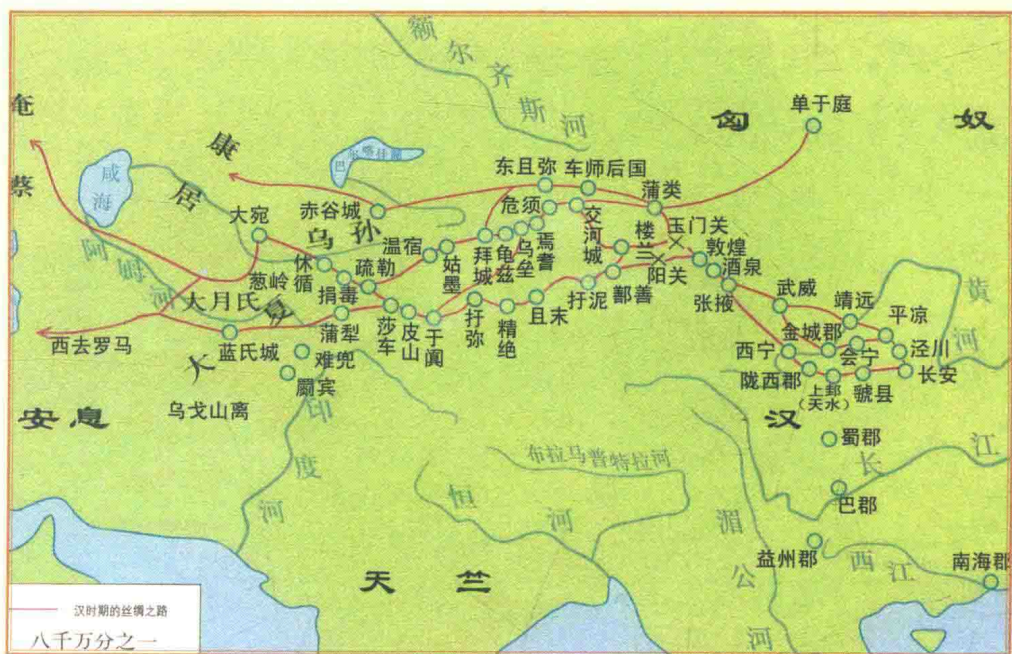 额尔齐斯河
奄蔡
匈奴
单于庭
康居
巴尔喀什湖
咸海
东且弥
车师后国
蒲类
赤谷城
乌孙
危须
交河城
楼兰
玉门关
大宛
阿姆河
葱岭
休循
疏勒
温宿
姑墨
拜城
龟兹
乌垒
焉耆
敦煌
阳关
酒泉
大月氏
捐毒
扜泥
鄯善
张掖
武威
靖远
黄河
平凉
西去罗马
蓝氏城
大夏
蒲犁
莎车
皮山
于阗
扜弥
精绝
且末
金城郡
会宁
泾川
西宁
难兜
罽宾
陇西郡
上邽
（天水）
虢县
长安
乌戈山离
安息
印度河
汉
蜀郡
长江
布拉马普特拉河
恒河
巴郡
湄公河
益州郡
西江
南海郡
天竺
汉时期的丝绸之路
八千万分之一